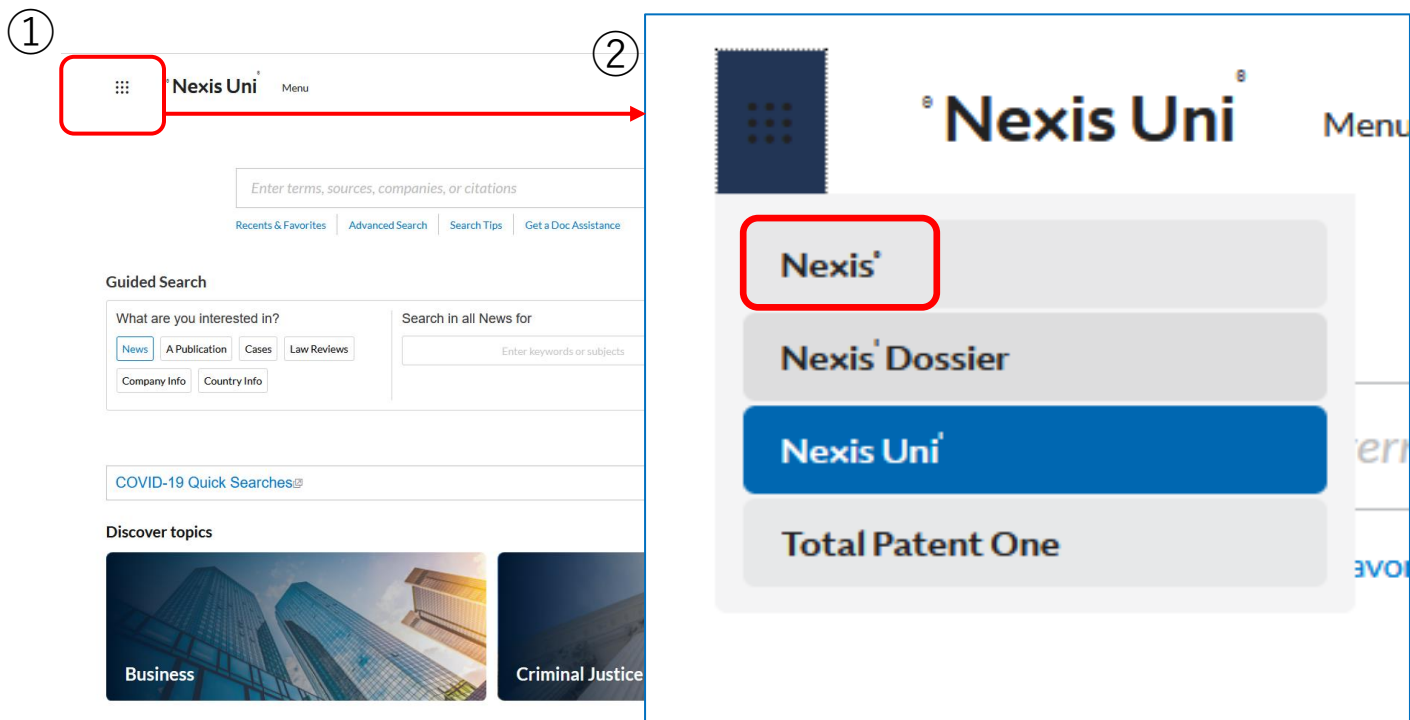 ①
Nexis Uni® Menu
Enter terms, sources, companies, or citations
Recents & Favorites Advanced Search Search Tips Get a Doc Assistance
Guided Search
What are you interested in?
News A Publication Cases Law Reviews
Company Info Country Info
Search in all News for
Enter keywords or subjects
COVID-19 Quick Searches
Discover topics
Business
Criminal Justice
②
® Nexis Uni® Menu
Nexis®
Nexis® Dossier
Nexis Uni®
Total Patent One